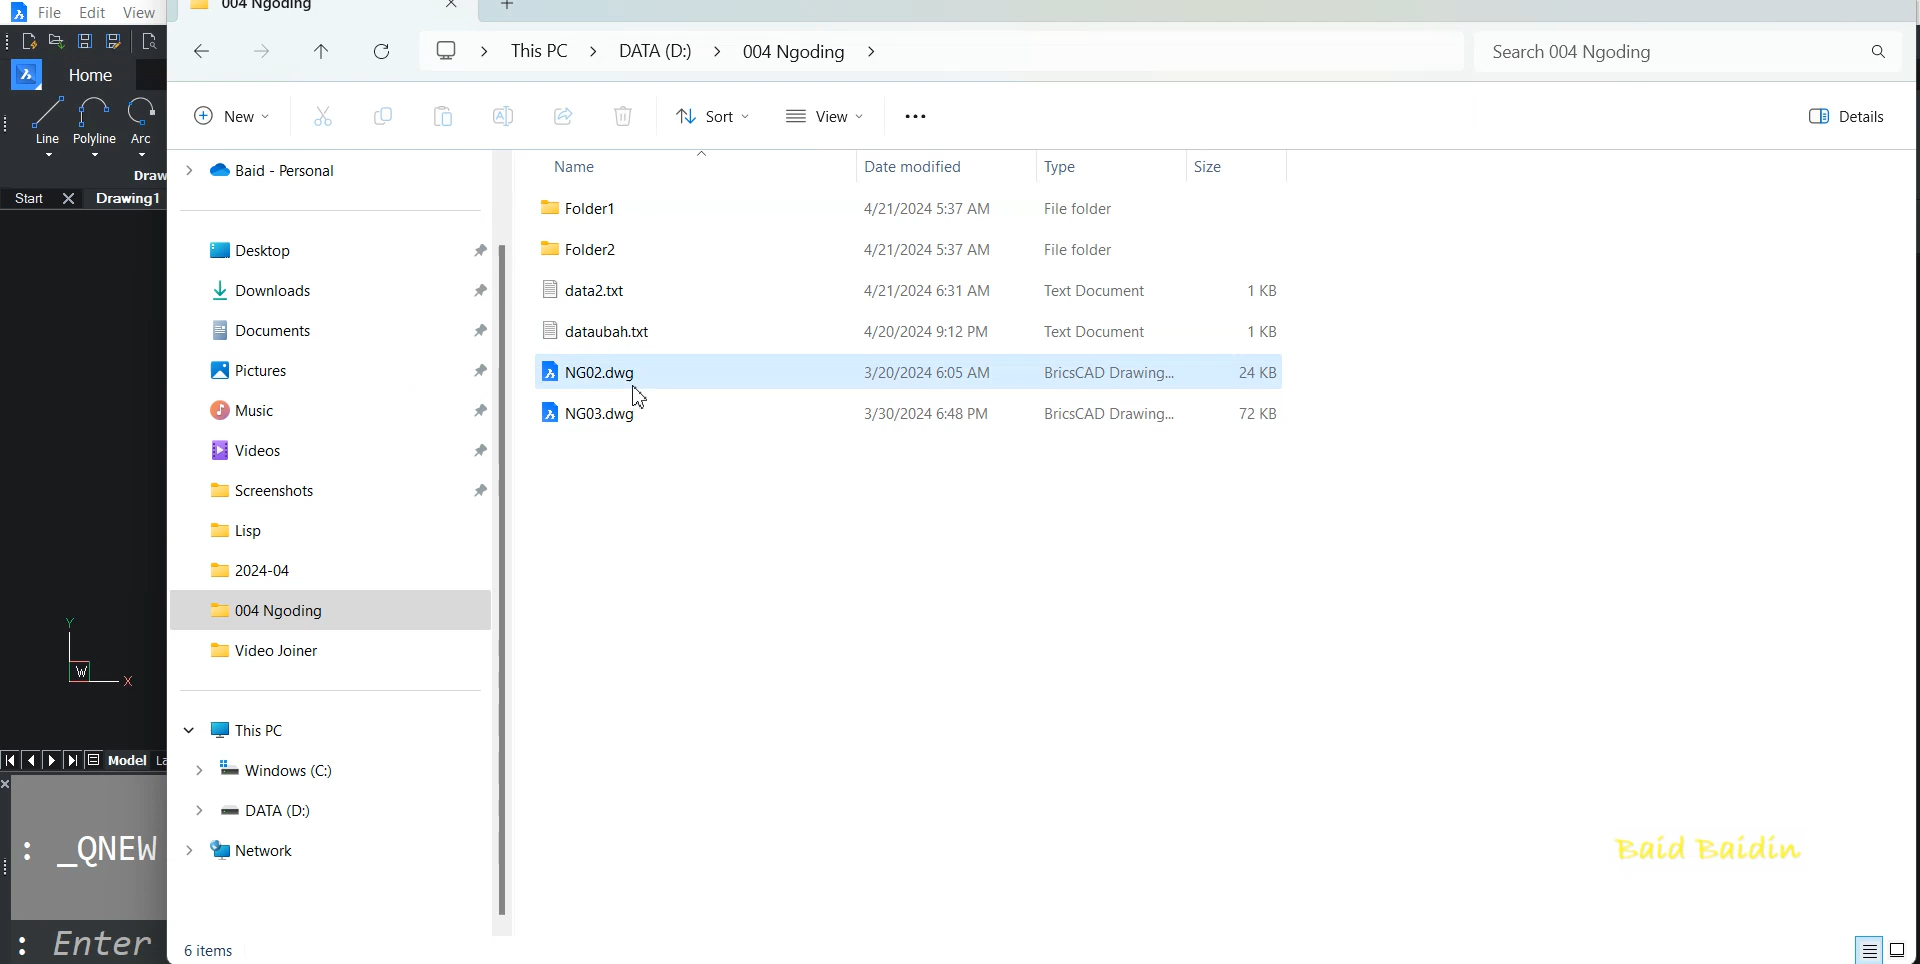 File Edit View
004 Ngoding
This PC DATA (D:) 004 Ngoding
Search 004 Ngoding
Home
New
Sort
View
Details
Line Polyline Arc
Draw
Start Drawing1
Baid - Personal
Desktop
Downloads
Documents
Pictures
Music
Videos
Screenshots
Lisp
2024-04
004 Ngoding
Video Joiner
This PC
Windows (C:)
DATA (D:)
Network
Name Date modified Type Size
Folder1 4/21/2024 5:37 AM File folder
Folder2 4/21/2024 5:37 AM File folder
data2.txt 4/21/2024 6:31 AM Text Document 1 KB
dataubah.txt 4/20/2024 9:12 PM Text Document 1 KB
NG02.dwg 3/20/2024 6:05 AM BricsCAD Drawing... 24 KB
NG03.dwg 3/30/2024 6:48 PM BricsCAD Drawing... 72 KB
Y
W
X
Model
: _QNEW
: Enter
Baid Baidin
6 items